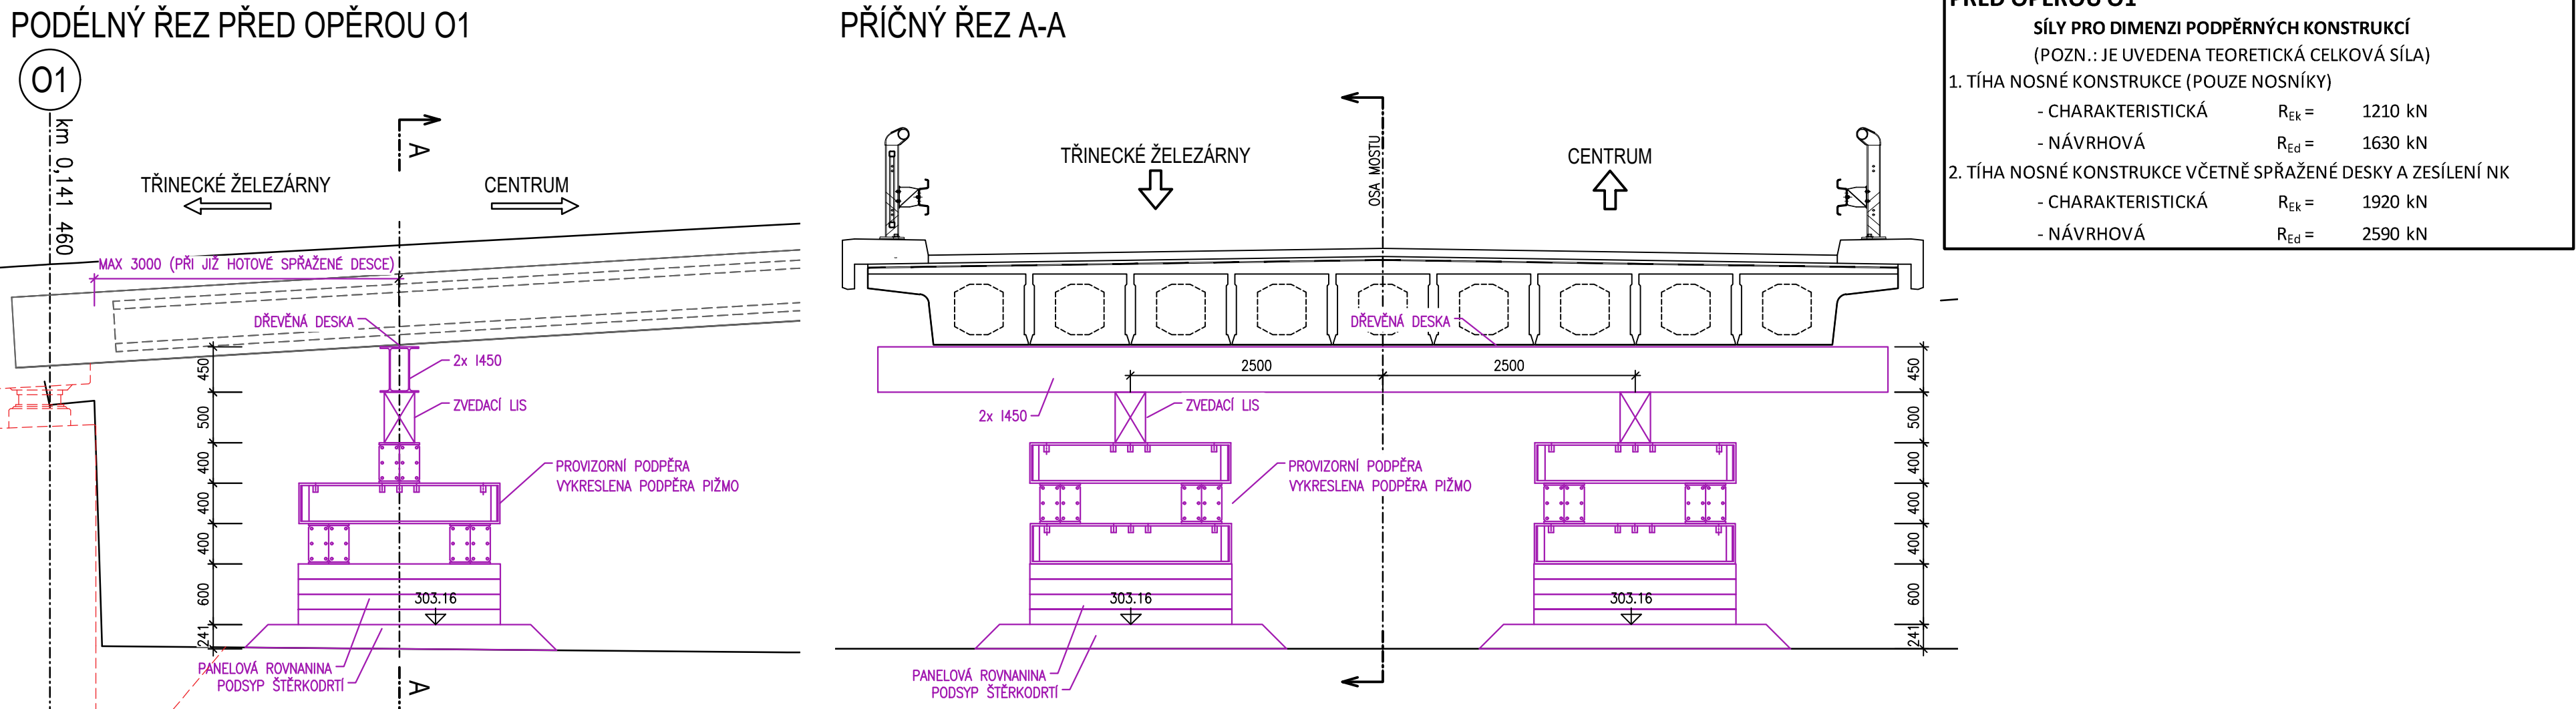 PODÉLNÝ ŘEZ PŘED OPĚROU O1
O1
km 0,141 460
A
TŘINECKÉ ŽELEZÁRNY
CENTRUM
MAX 3000 (PŘI JIŽ HOTOVÉ SPŘAŽENÉ DESCE)
DŘEVĚNÁ DESKA
2x I450
ZVEDACÍ LIS
PROVIZORNÍ PODPĚRA
VYKRESLENA PODPĚRA PIŽMO
450
500
400
400
400
600
241
303.16
PANELOVÁ ROVNANINA
PODSYP ŠTĚRKODRTÍ
A
PŘÍČNÝ ŘEZ A-A
TŘINECKÉ ŽELEZÁRNY
OSA MOSTU
CENTRUM
DŘEVĚNÁ DESKA
2500
2500
2x I450
ZVEDACÍ LIS
PROVIZORNÍ PODPĚRA
VYKRESLENA PODPĚRA PIŽMO
303.16
303.16
PANELOVÁ ROVNANINA
PODSYP ŠTĚRKODRTÍ
450
500
400
400
400
600
241
PŘED OPĚROU O1
SÍLY PRO DIMENZI PODPĚRNÝCH KONSTRUKCÍ
(POZN.: JE UVEDENA TEORETICKÁ CELKOVÁ SÍLA)
1. TÍHA NOSNÉ KONSTRUKCE (POUZE NOSNÍKY)
- CHARAKTERISTICKÁ REk = 1210 kN
- NÁVRHOVÁ REd = 1630 kN
2. TÍHA NOSNÉ KONSTRUKCE VČETNĚ SPŘAŽENÉ DESKY A ZESÍLENÍ NK
- CHARAKTERISTICKÁ REk = 1920 kN
- NÁVRHOVÁ REd = 2590 kN